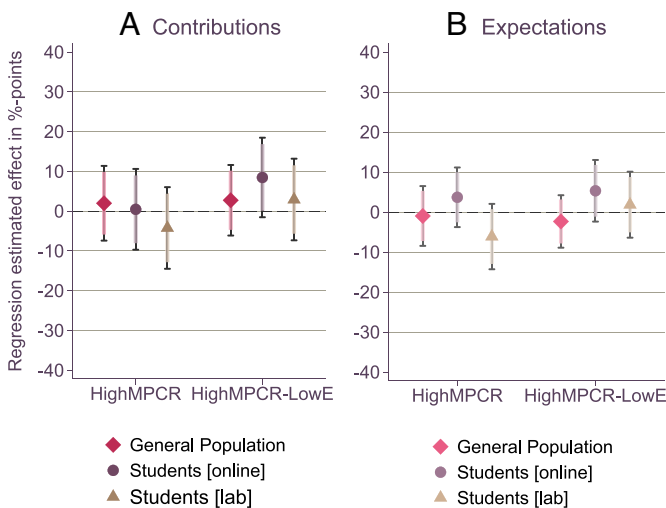 A Contributions
B Expectations
Regression estimated effect in %-points
40
30
20
10
0
-10
-20
-30
-40
HighMPCR
HighMPCR-LowE
40
30
20
10
0
-10
-20
-30
-40
HighMPCR
HighMPCR-LowE
General Population
Students [online]
Students [lab]
General Population
Students [online]
Students [lab]